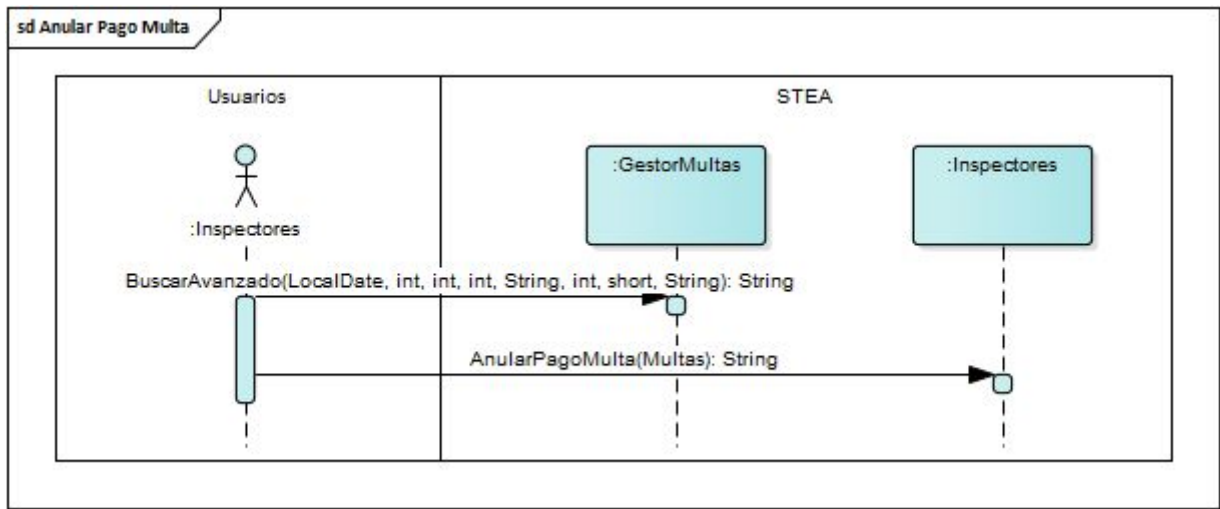 sd Anular Pago Multa
Usuarios
STEA
:GestorMultas
:Inspectores
:Inspectores
BuscarAvanzado(LocalDate, int, int, int, String, int, short, String): String
AnularPagoMulta(Multas): String